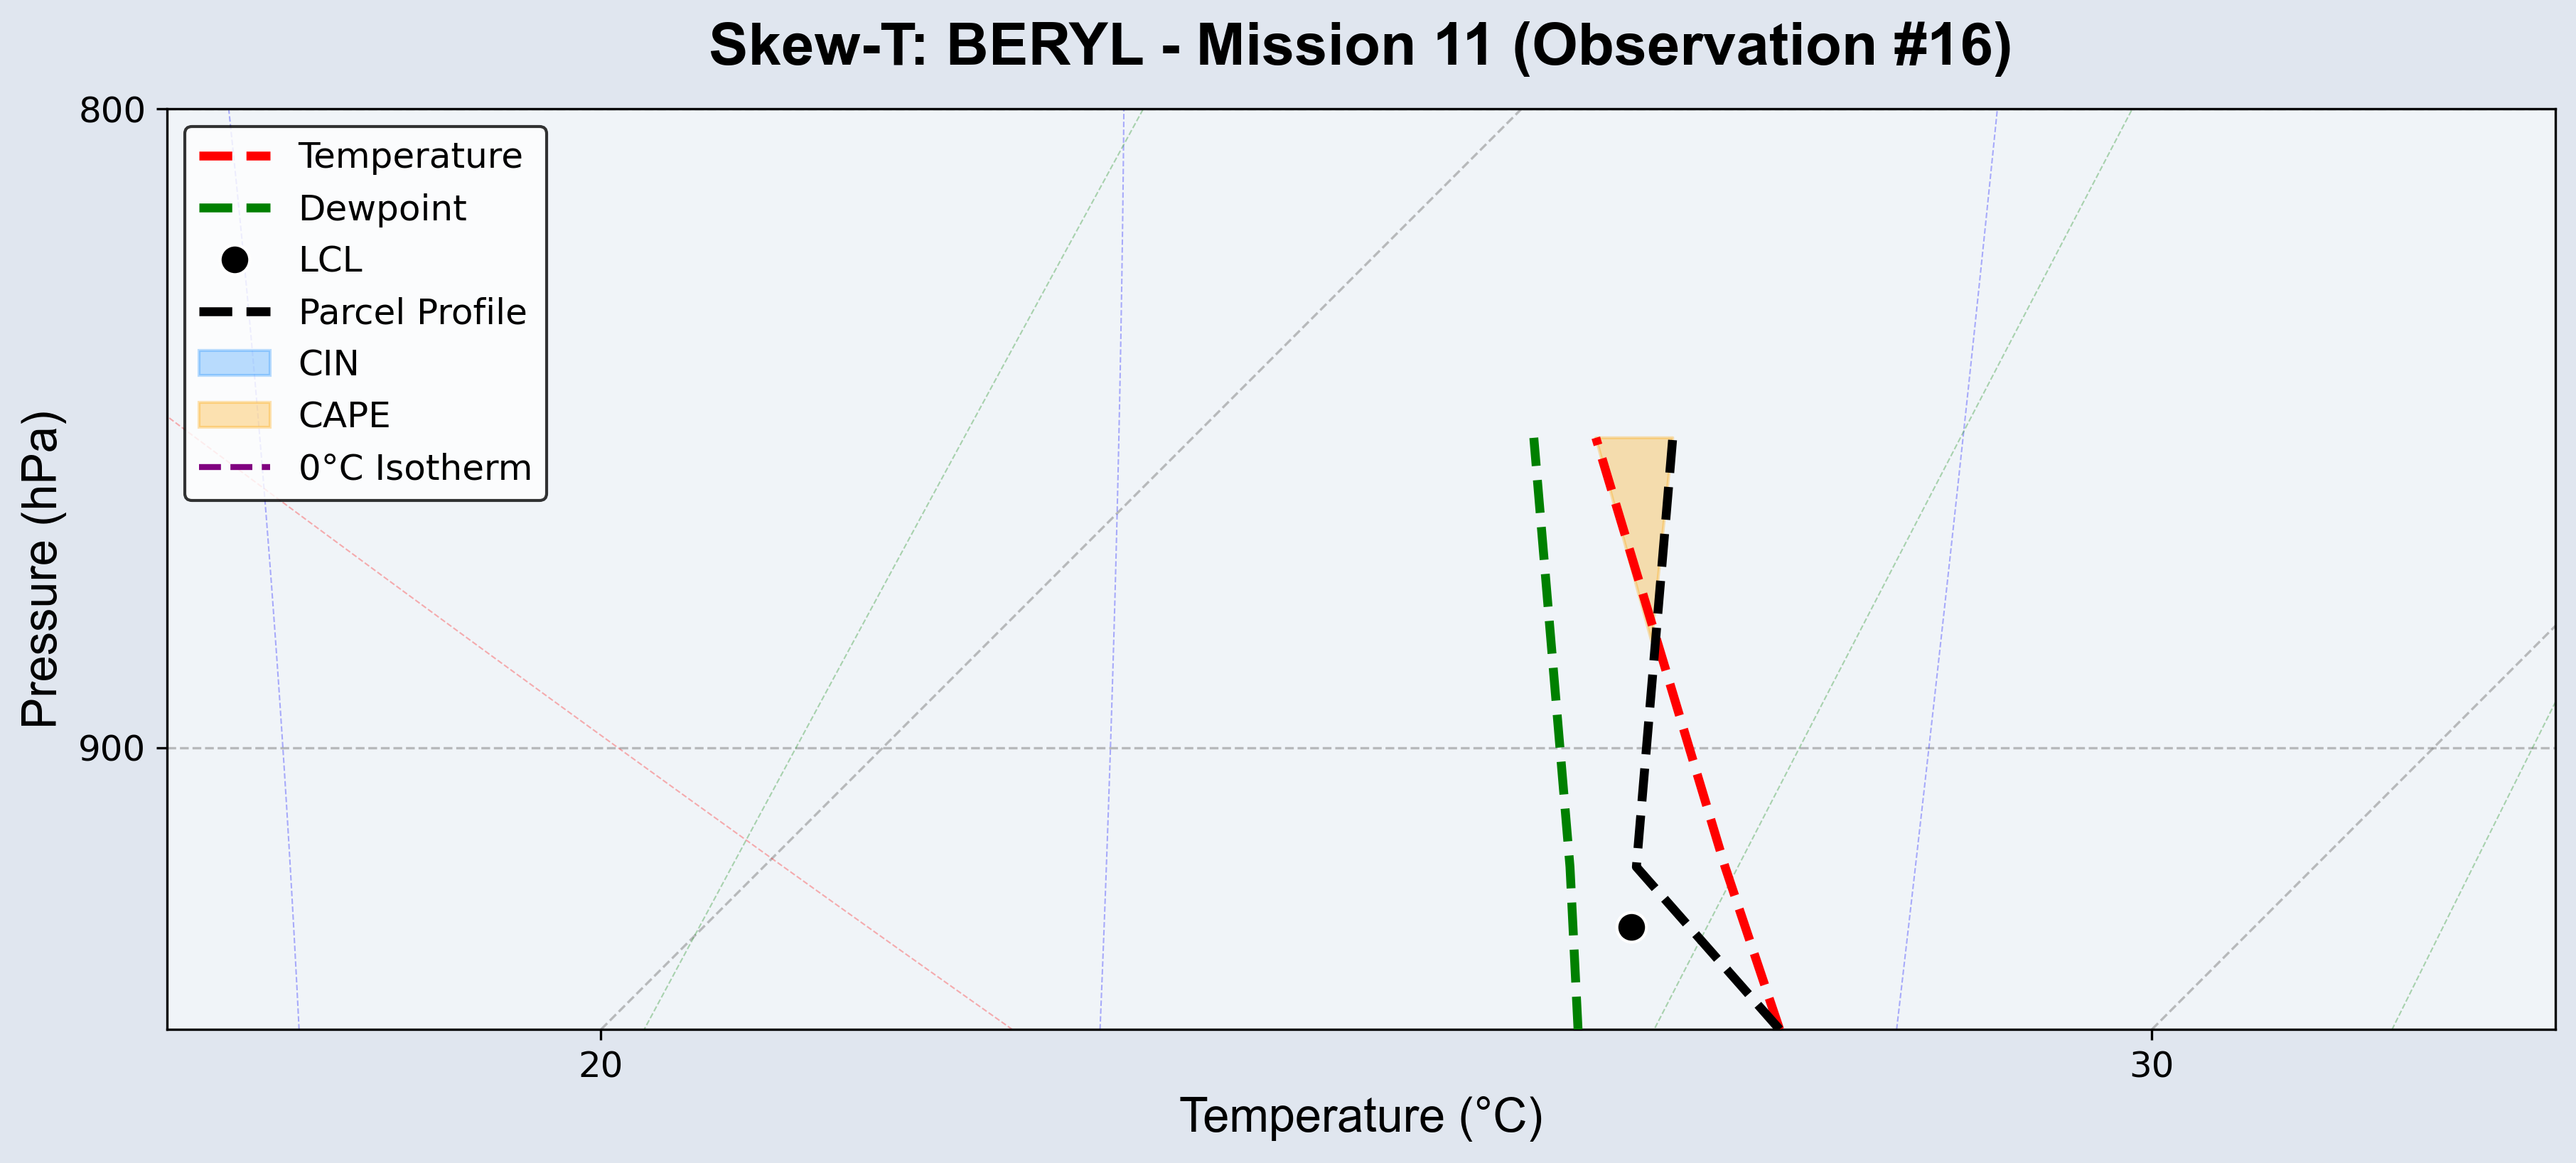 Skew-T: BERYL - Mission 11 (Observation #16)
800
Temperature
Dewpoint
LCL
Parcel Profile
CIN
CAPE
0°C Isotherm
Pressure (hPa)
900
20
30
Temperature (°C)